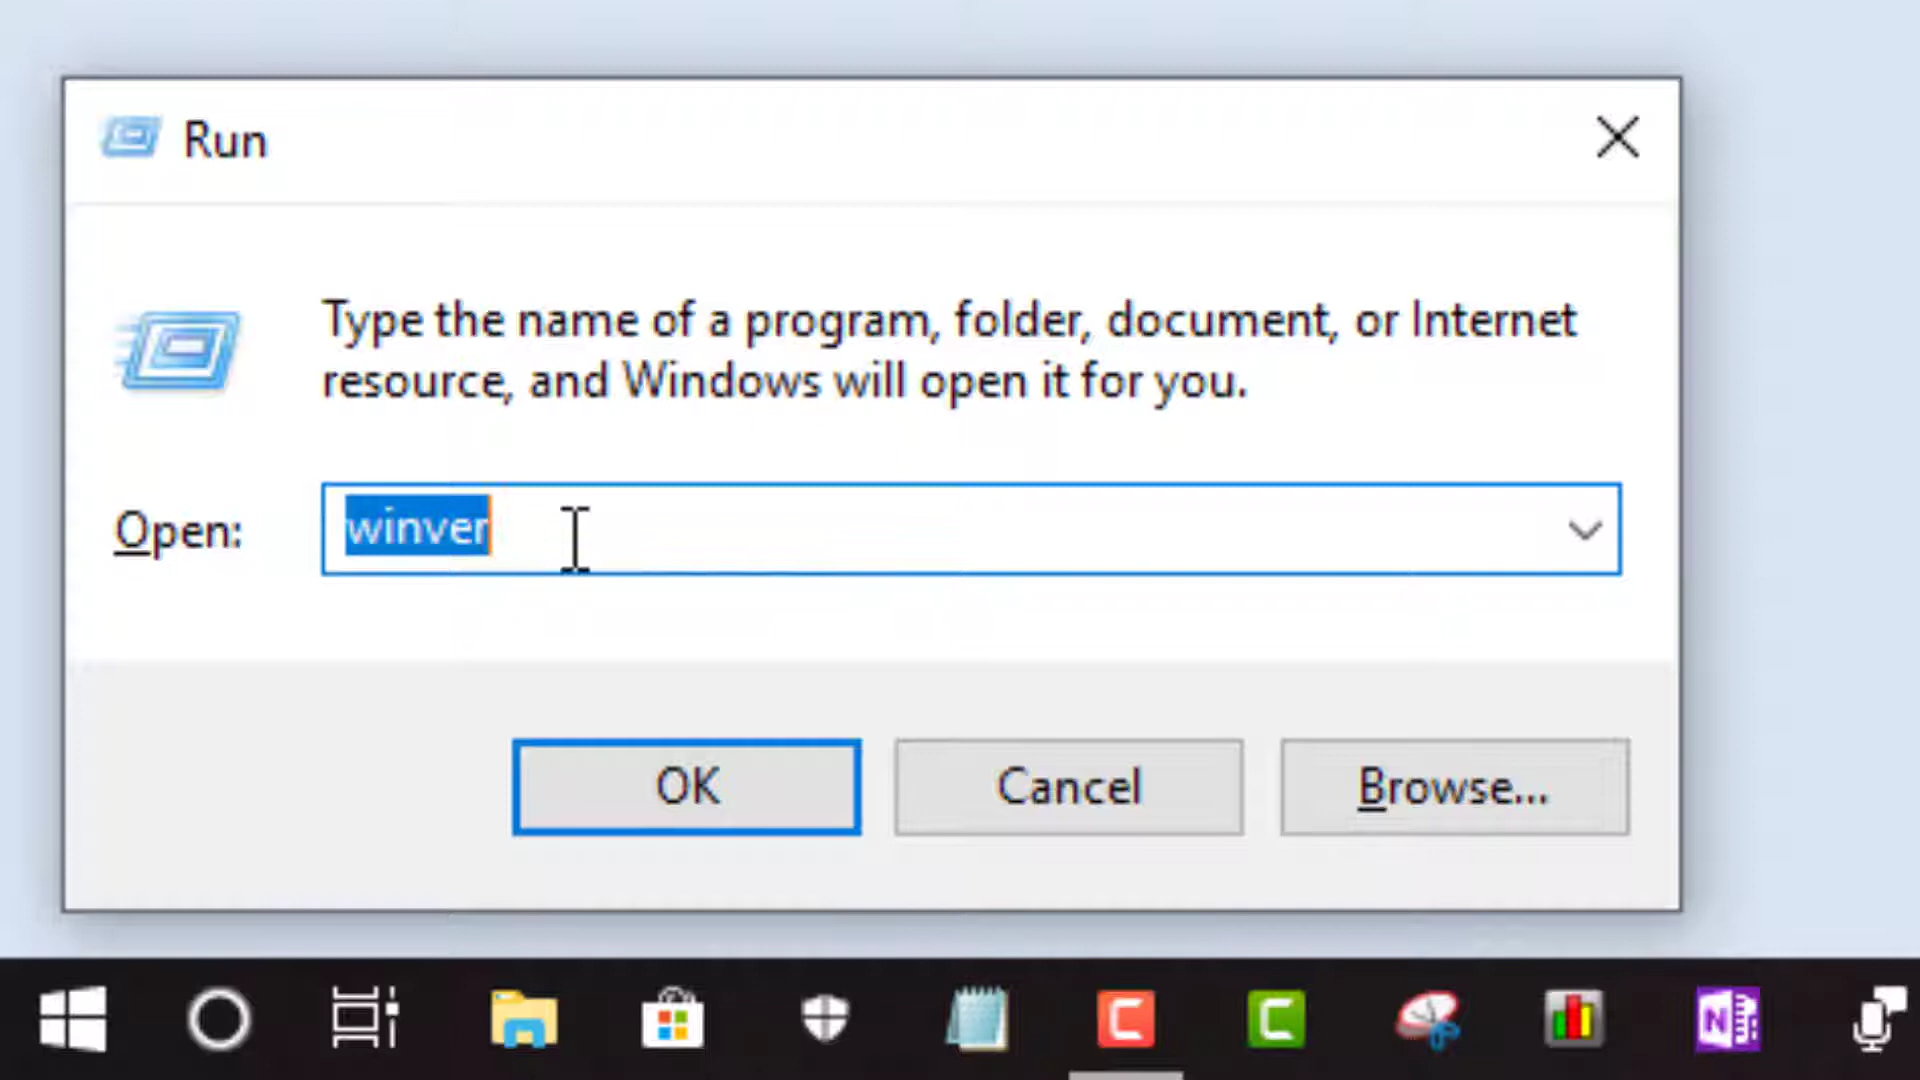 Run
Type the name of a program, folder, document, or Internet
resource, and Windows will open it for you.
Open:
winver
OK
Cancel
Browse...